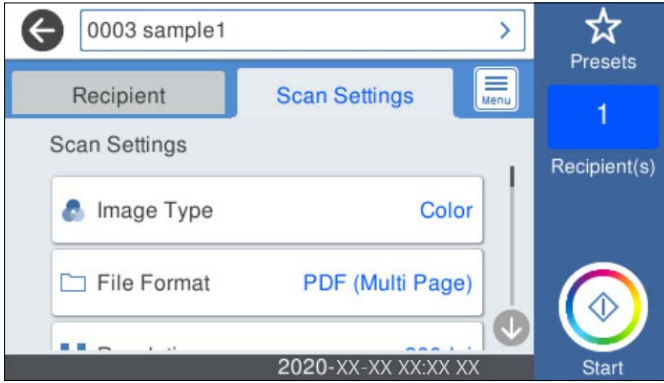 0003 sample1
Presets
Recipient
Scan Settings
Menu
1
Scan Settings
Recipient(s)
Image Type
Color
File Format
PDF (Multi Page)
2020-XX-XX XX:XX XX
Start